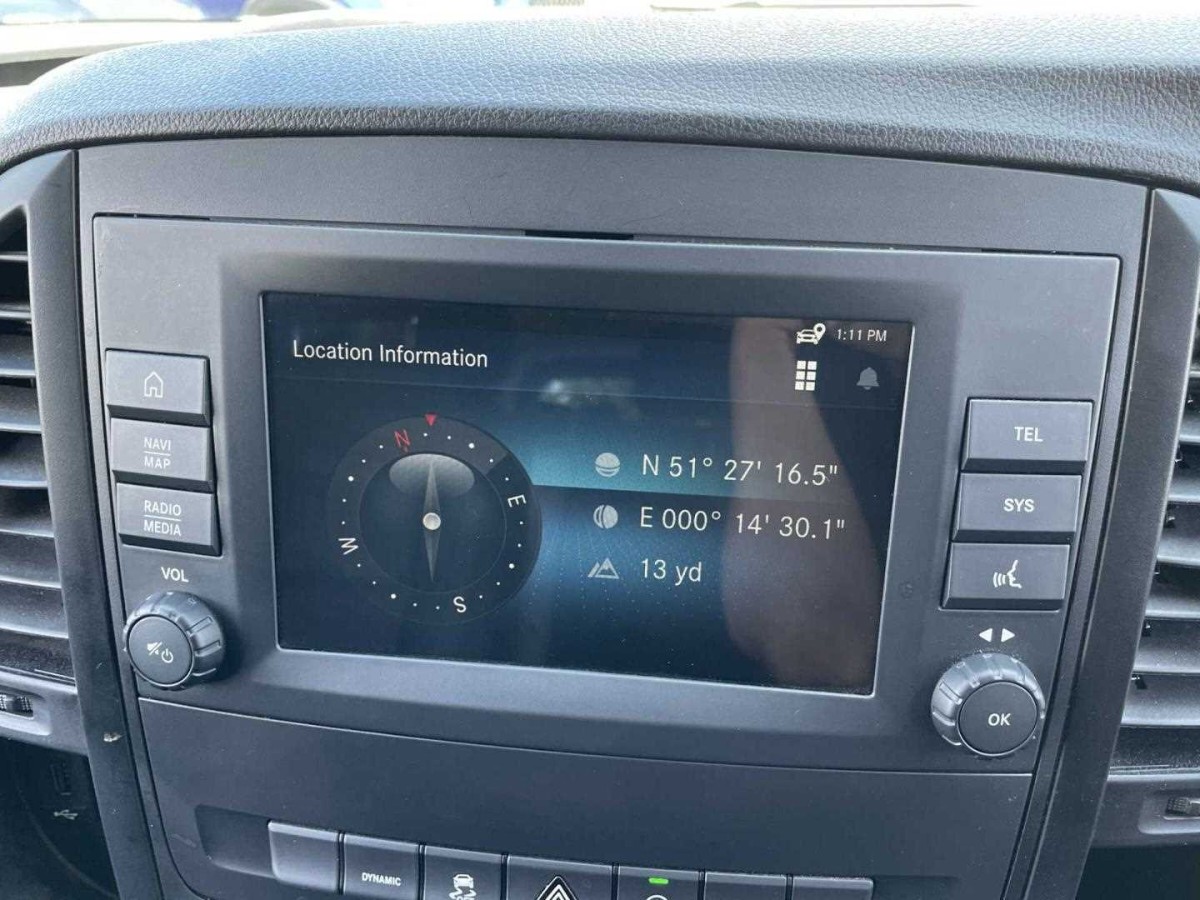 1:11 PM
Location Information
N
E
S
W
N 51° 27' 16.5"
E 000° 14' 30.1"
13 yd
NAVI
MAP
RADIO
MEDIA
VOL
TEL
SYS
OK
DYNAMIC